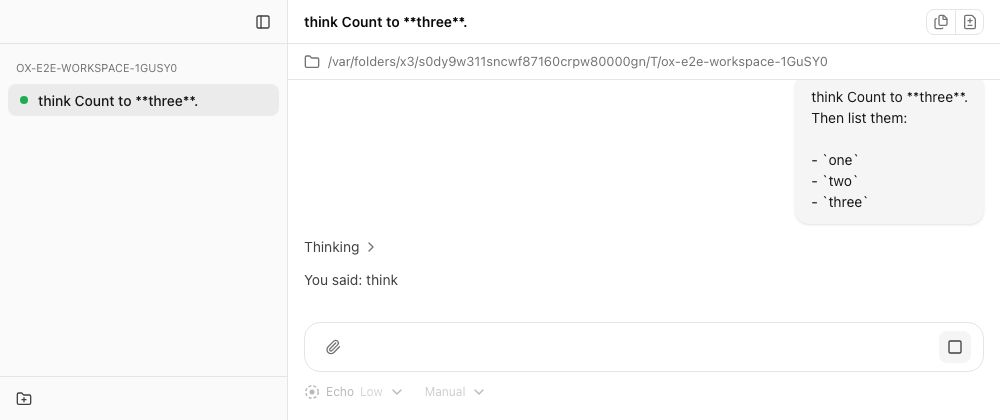 think Count to **three**.
/var/folders/x3/s0dy9w311sncwf87160crpw80000gn/T/ox-e2e-workspace-1GuSY0
OX-E2E-WORKSPACE-1GUSY0
think Count to **three**.
think Count to **three**.
Then list them:
- `one`
- `two`
- `three`
Thinking
You said: think
Echo Low Manual